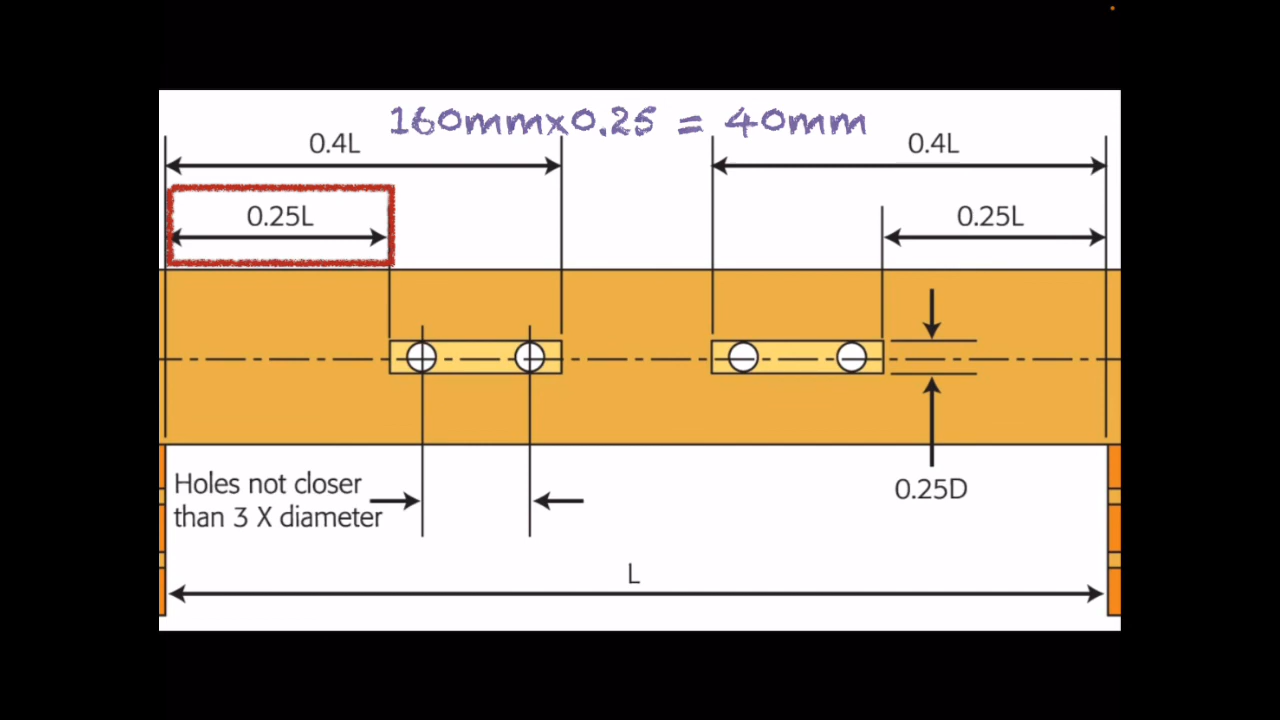 160mmx0.25 = 40mm
0.4L
0.4L
0.25L
0.25L
Holes not closer
than 3 X diameter
0.25D
L